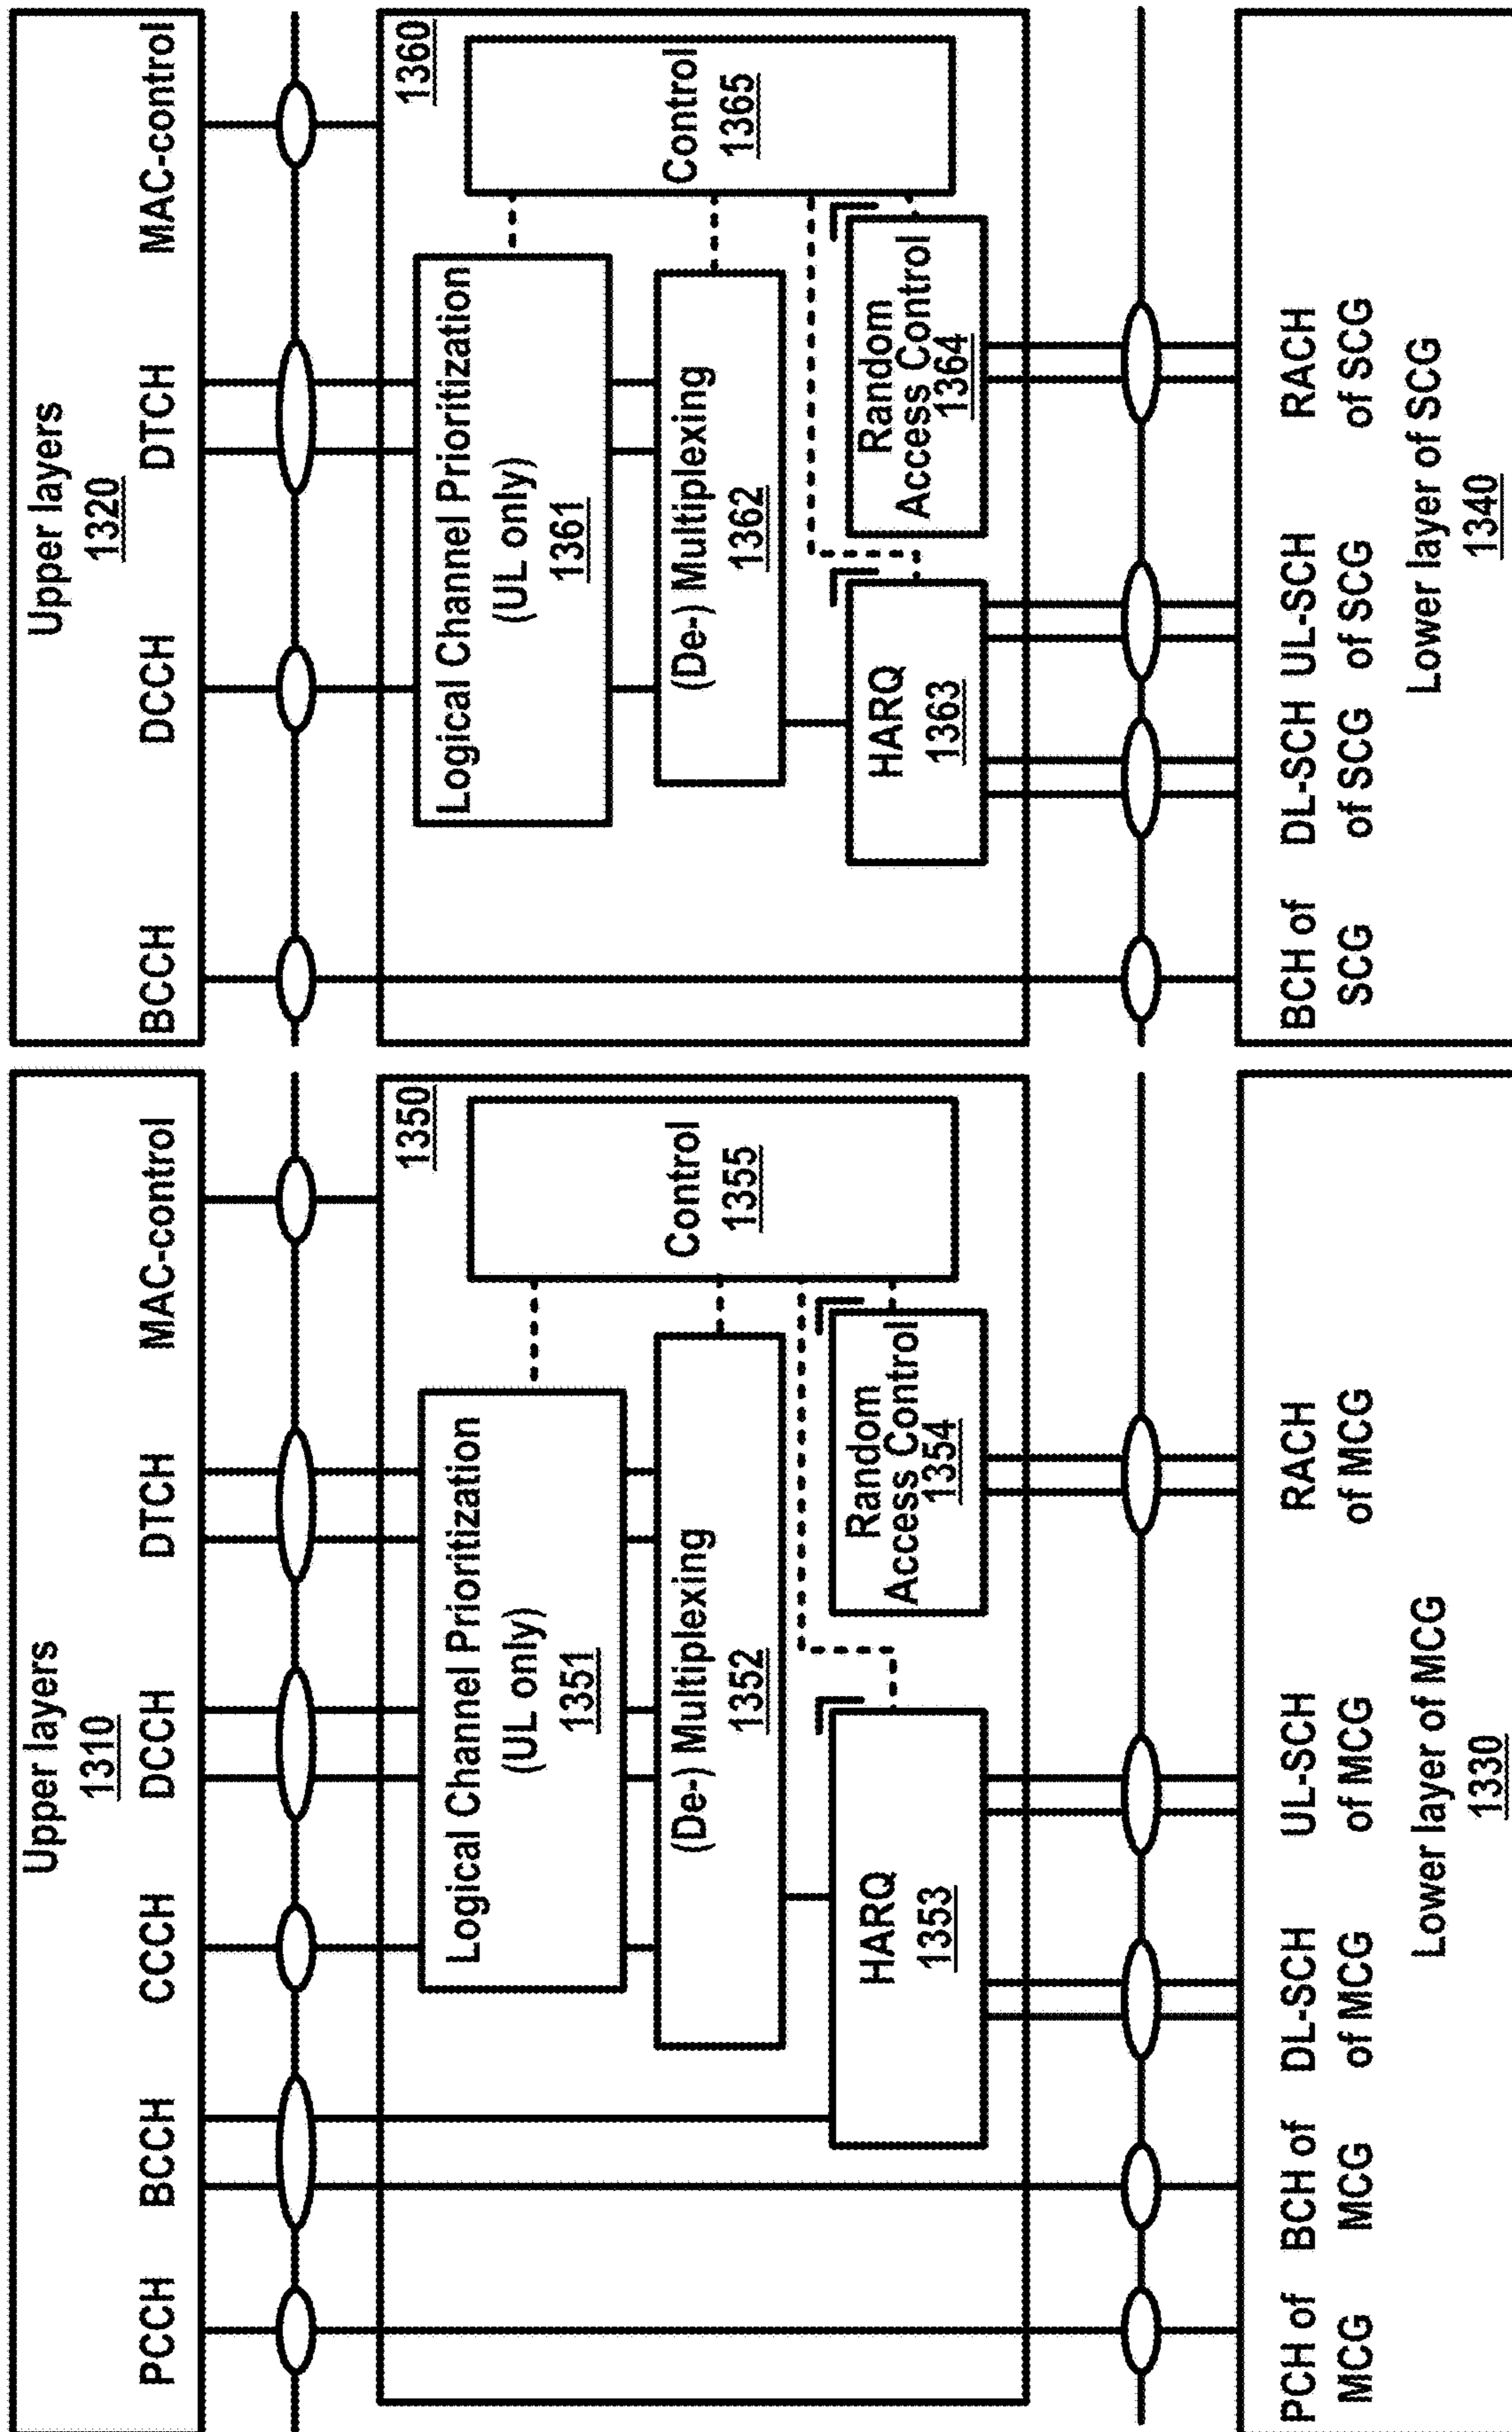 Upper layers
1310
PCCH
BCCH
CCCH
DCCH
DTCH
MAC-control
1350
Logical Channel Prioritization
(UL only)
1351
(De-) Multiplexing
1352
HARQ
1353
Random
Access Control
1354
Control
1355
PCH of
MCG
BCH of
MCG
DL-SCH
of MCG
UL-SCH
of MCG
RACH
of MCG
Lower layer of MCG
1330
Upper layers
1320
BCCH
DCCH
DTCH
MAC-control
1360
Logical Channel Prioritization
(UL only)
1361
(De-) Multiplexing
1362
HARQ
1363
Random
Access Control
1364
Control
1365
BCH of
SCG
DL-SCH
of SCG
UL-SCH
of SCG
RACH
of SCG
Lower layer of SCG
1340